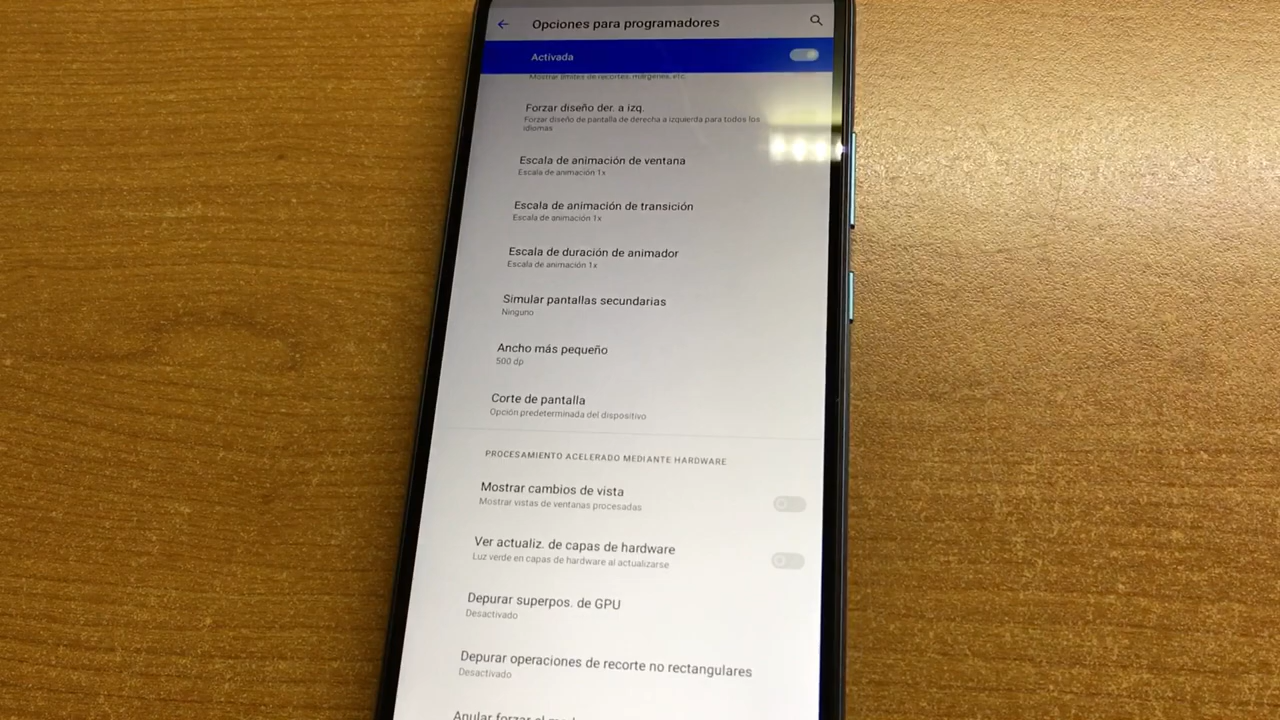 Opciones para programadores
Activada
Mostrar límites de recortes, márgenes, etc.
Forzar diseño der. a izq.
Forzar diseño de pantalla de derecha a izquierda para todos los
idiomas
Escala de animación de ventana
Escala de animación 1x
Escala de animación de transición
Escala de animación 1x
Escala de duración de animador
Escala de animación 1x
Simular pantallas secundarias
Ninguno
Ancho más pequeño
500 dp
Corte de pantalla
Opción predeterminada del dispositivo
PROCESAMIENTO ACELERADO MEDIANTE HARDWARE
Mostrar cambios de vista
Mostrar vistas de ventanas procesadas
Ver actualiz. de capas de hardware
Luz verde en capas de hardware al actualizarse
Depurar superpos. de GPU
Desactivado
Depurar operaciones de recorte no rectangulares
Desactivado
Anular forzar el